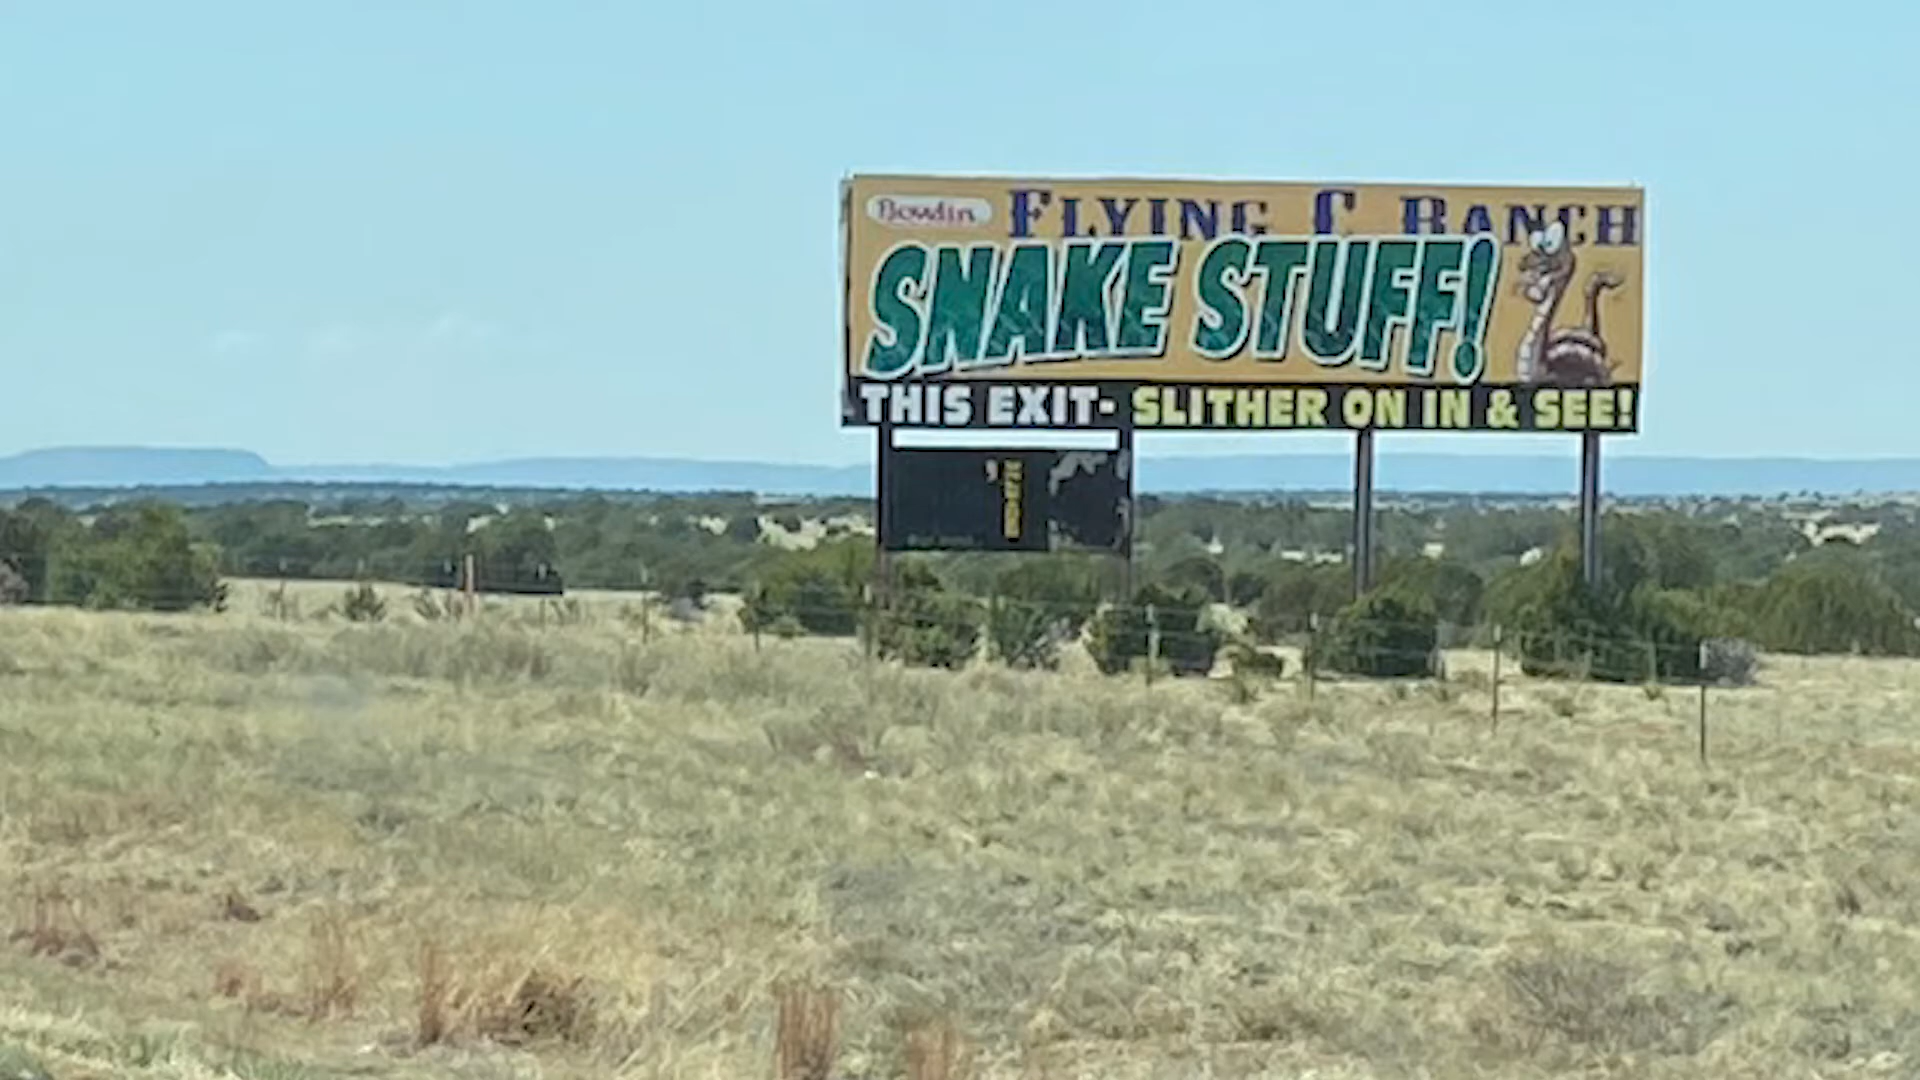 Bowlin FLYING C RANCH
SNAKE STUFF!
THIS EXIT- SLITHER ON IN & SEE!